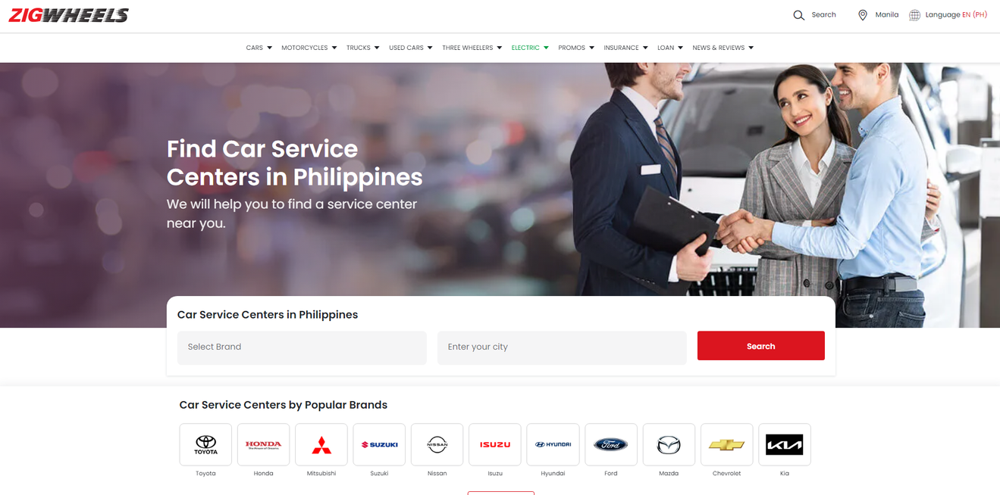 ZIGWHEELS
Search
Manila
Language EN (PH)
CARS
MOTORCYCLES
TRUCKS
USED CARS
THREE WHEELERS
ELECTRIC
PROMOS
INSURANCE
LOAN
NEWS & REVIEWS
Find Car Service
Centers in Philippines
We will help you to find a service center
near you.
Car Service Centers in Philippines
Select Brand
Enter your city
Search
Car Service Centers by Popular Brands
TOYOTA
HONDA
SUZUKI
NISSAN
ISUZU
HYUNDAI
Ford
KIA
Toyota
Honda
Mitsubishi
Suzuki
Nissan
Isuzu
Hyundai
Ford
Mazda
Chevrolet
Kia